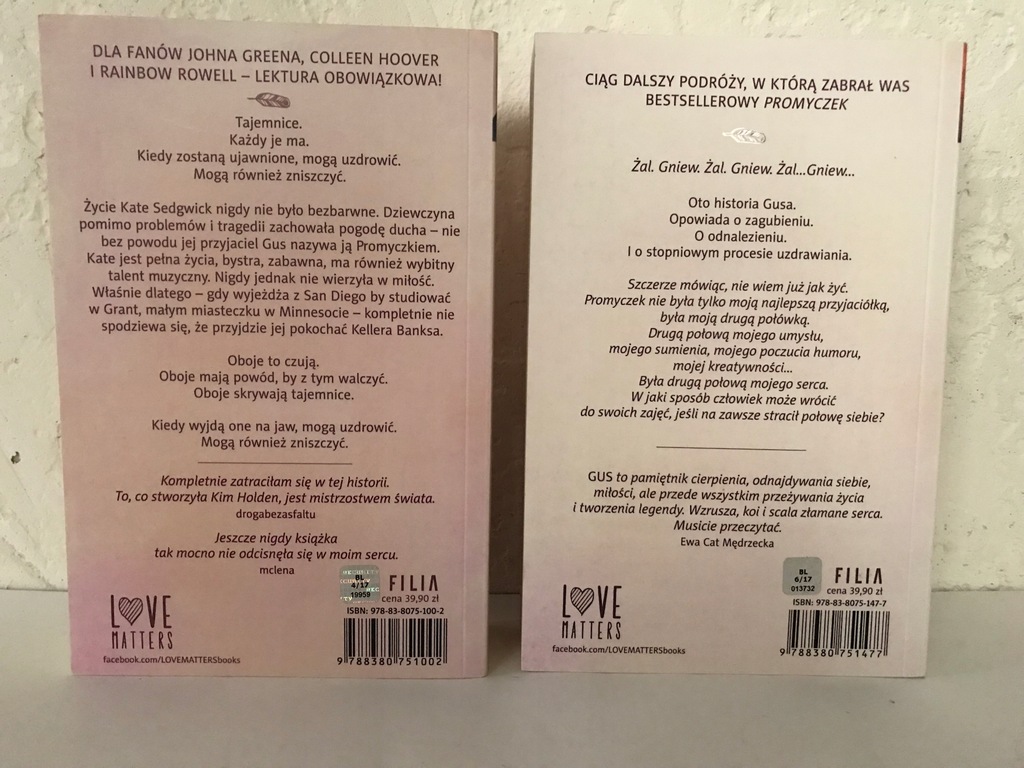 DLA FANÓW JOHNA GREENA, COLLEEN HOOVER
I RAINBOW ROWELL – LEKTURA OBOWIĄZKOWA!
Tajemnice.
Każdy je ma.
Kiedy zostaną ujawnione, mogą uzdrowić.
Mogą również zniszczyć.
Życie Kate Sedgwick nigdy nie było bezbarwne. Dziewczyna
pomimo problemów i tragedii zachowała pogodę ducha – nie
bez powodu jej przyjaciel Gus nazywa ją Promyczkiem.
Kate jest pełna życia, bystra, zabawna, ma również wybitny
talent muzyczny. Nigdy jednak nie wierzyła w miłość.
Właśnie dlatego – gdy wyjeżdża z San Diego by studiować
w Grant, małym miasteczku w Minnesocie – kompletnie nie
spodziewa się, że przyjdzie jej pokochać Kellera Banksa.
Oboje to czują.
Oboje mają powód, by z tym walczyć.
Oboje skrywają tajemnice.
Kiedy wyjdą one na jaw, mogą uzdrowić.
Mogą również zniszczyć.
Kompletnie zatraciłam się w tej historii.
To, co stworzyła Kim Holden, jest mistrzostwem świata.
drogabezasfaltu
Jeszcze nigdy książka
tak mocno nie odcisnęła się w moim sercu.
mclena
LOVE
MATTERS
facebook.com/LOVEMATTERSbooks
BL
4/17
19959
FILIA
cena 39,90 zł
ISBN: 978-83-8075-100-2
9 788380 751002
CIĄG DALSZY PODRÓŻY, W KTÓRĄ ZABRAŁ WAS
BESTSELLEROWY PROMYCZEK
Żal. Gniew. Żal. Gniew. Żal...Gniew...
Oto historia Gusa.
Opowiada o zagubieniu.
O odnalezieniu.
I o stopniowym procesie uzdrawiania.
Szczerze mówiąc, nie wiem już jak żyć.
Promyczek nie była tylko moją najlepszą przyjaciółką,
była moją drugą połówką.
Drugą połową mojego umysłu,
mojego sumienia, mojego poczucia humoru,
mojej kreatywności...
Była drugą połową mojego serca.
W jaki sposób człowiek może wrócić
do swoich zajęć, jeśli na zawsze stracił połowę siebie?
GUS to pamiętnik cierpienia, odnajdywania siebie,
miłości, ale przede wszystkim przeżywania życia
i tworzenia legendy. Wzrusza, koi i scala złamane serca.
Musicie przeczytać.
Ewa Cat Mędrzecka
LOVE
MATTERS
facebook.com/LOVEMATTERSbooks
BL
6/17
013732
FILIA
cena 39,90 zł
ISBN: 978-83-8075-147-7
9 788380 751477